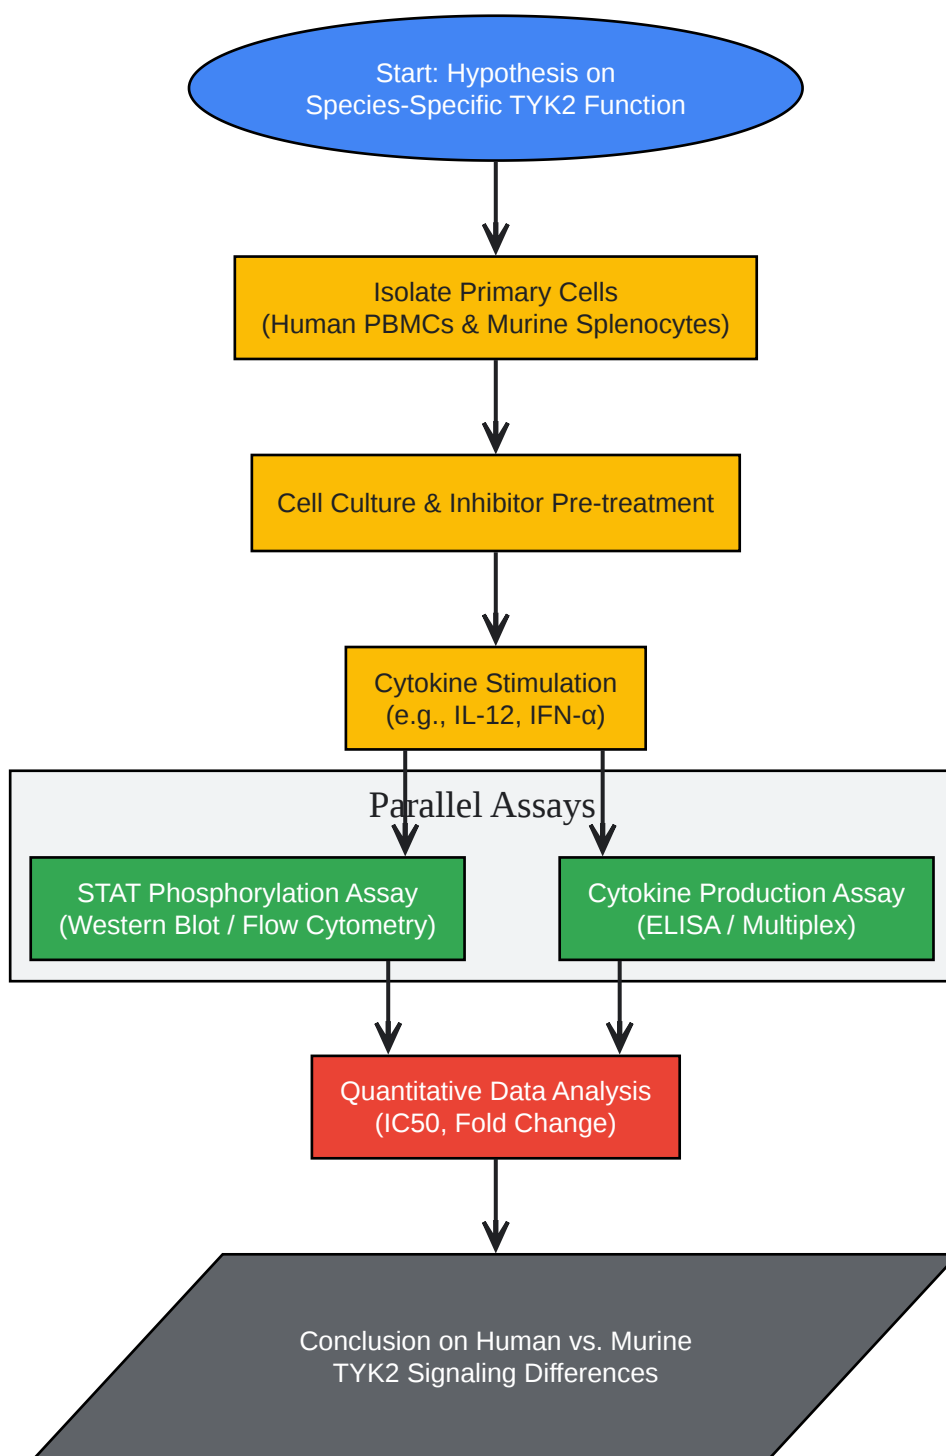 Start: Hypothesis on
Species-Specific TYK2 Function
Isolate Primary Cells
(Human PBMCs & Murine Splenocytes)
Cell Culture & Inhibitor Pre-treatment
Cytokine Stimulation
(e.g., IL-12, IFN-α)
Parallel Assays
STAT Phosphorylation Assay
(Western Blot / Flow Cytometry)
Cytokine Production Assay
(ELISA / Multiplex)
Quantitative Data Analysis
(IC50, Fold Change)
Conclusion on Human vs. Murine
TYK2 Signaling Differences